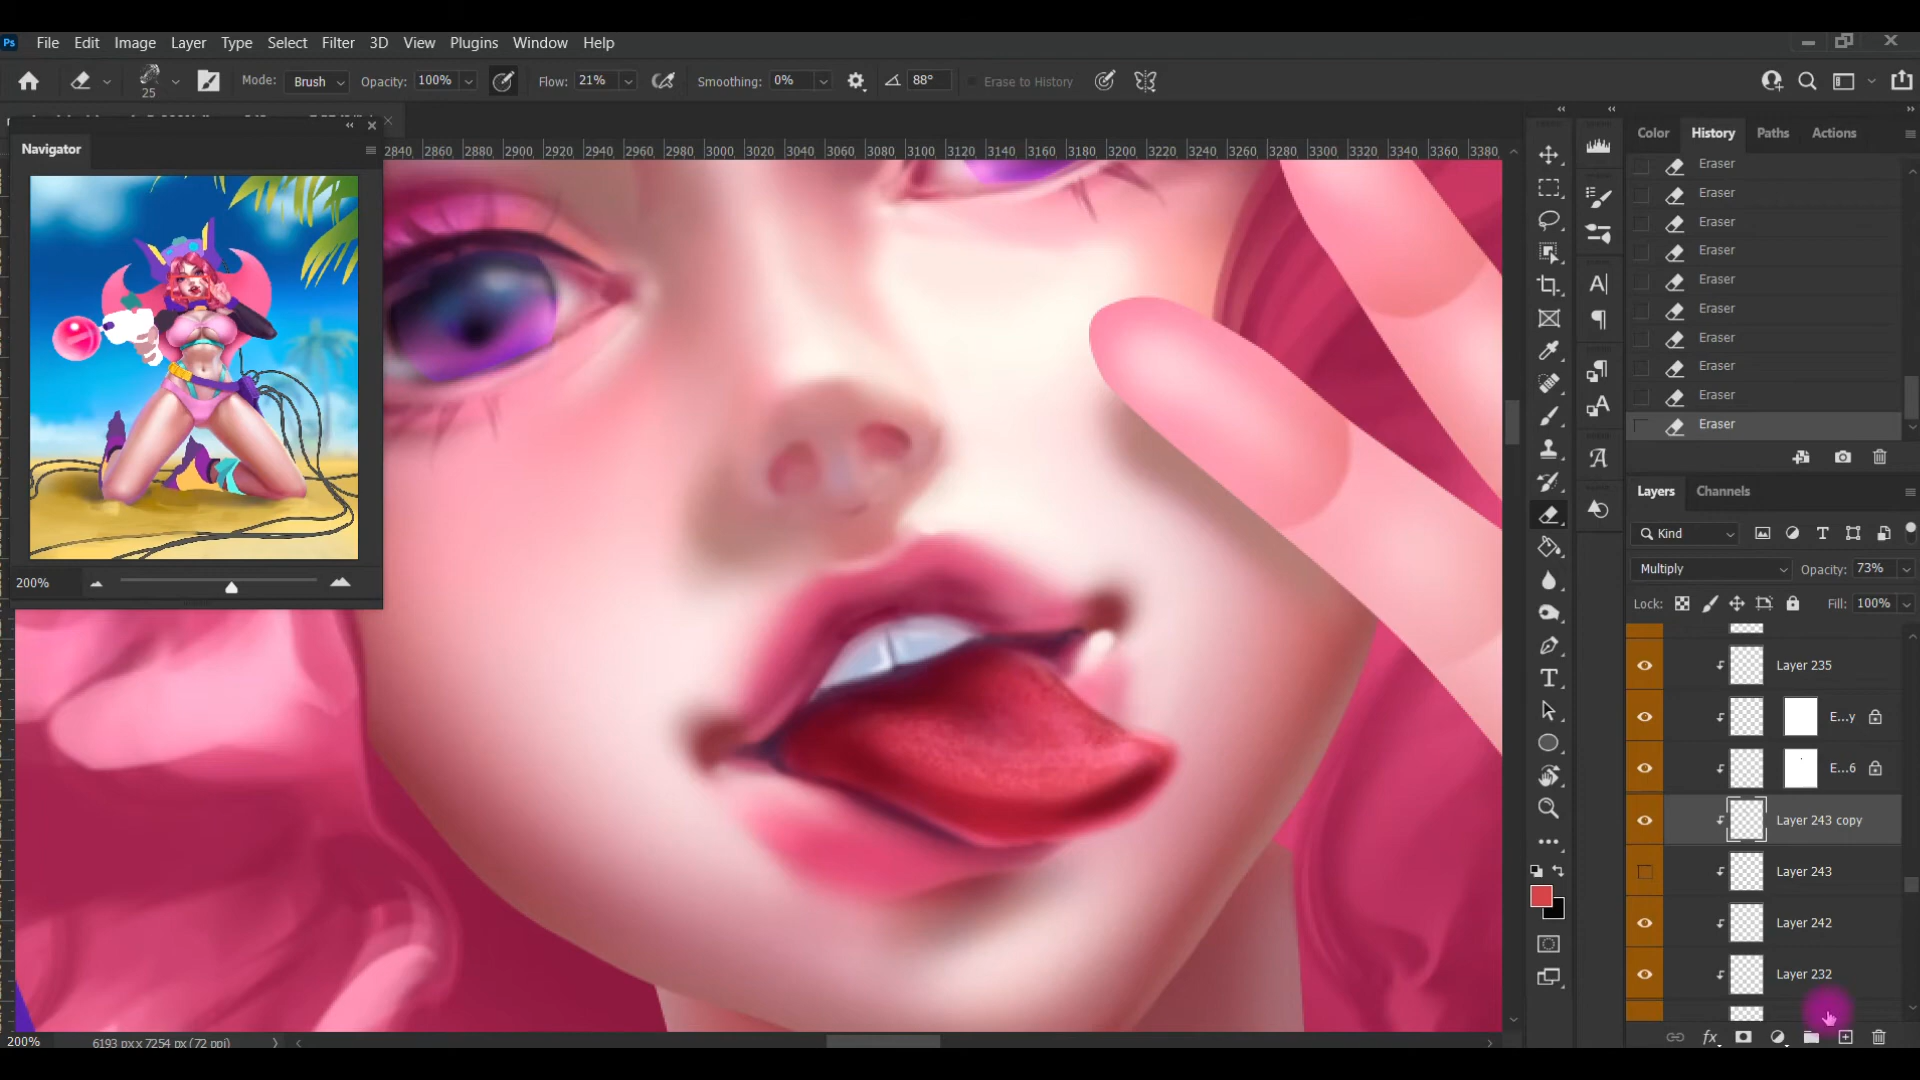 Ps File Edit Image Layer Type Select Filter 3D View Plugins Window Help
25 Mode: Brush Opacity: 100% Flow: 21% Smoothing: 0% 88° Erase to History
Navigator
200%
2840 2860 2880 2900 2920 2940 2960 2980 3000 3020 3040 3060 3080 3100 3120 3140 3160 3180 3200 3220 3240 3260 3280 3300 3320 3340 3360 3380
Color History Paths Actions
Eraser
Eraser
Eraser
Eraser
Eraser
Eraser
Eraser
Eraser
Eraser
Eraser
Layers Channels
Kind
Multiply Opacity: 73%
Lock: Fill: 100%
Layer 235
E...y
E...6
Layer 243 copy
Layer 243
Layer 242
Layer 232
fx
200% 6193 px x 7254 px (72 ppi)